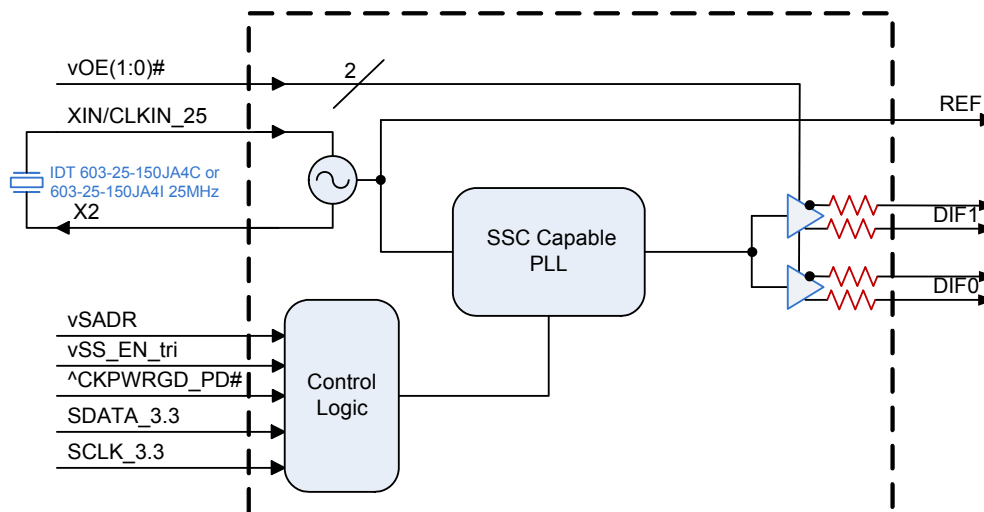 vOE(1:0)#
2
XIN/CLKIN_25
REF
IDT 603-25-150JA4C or
603-25-150JA4I 25MHz
X2
SSC Capable
PLL
DIF1
DIF0
vSADR
vSS_EN_tri
^CKPWRGD_PD#
SDATA_3.3
SCLK_3.3
Control
Logic